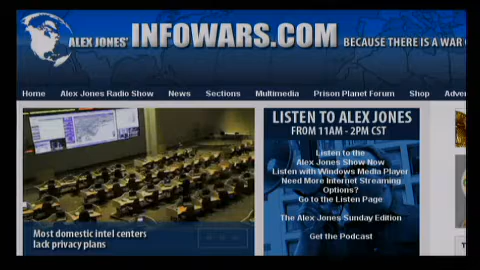 ALEX JONES' INFOWARS.COM BECAUSE THERE IS A WAR
Home Alex Jones Radio Show News Sections Multimedia Prison Planet Forum Shop
LISTEN TO ALEX JONES
FROM 11AM - 2PM CST
Listen to the
Alex Jones Show Now
Listen with Windows Media Player
Need More Internet Streaming
Options?
Go to the Listen Page
The Alex Jones Sunday Edition
Get the Podcast
Most domestic intel centers
lack privacy plans